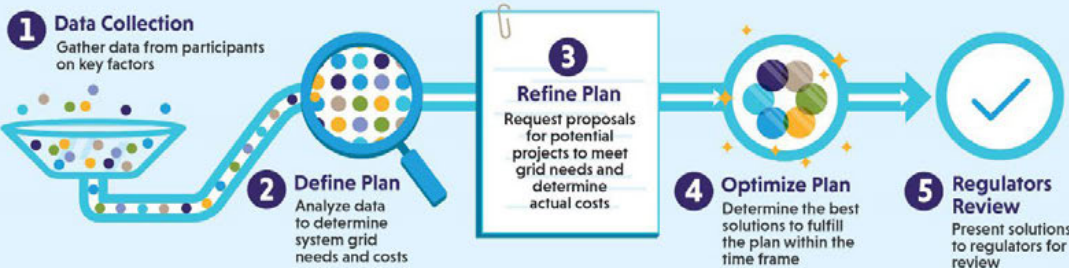 1 Data Collection
Gather data from participants
on key factors
2 Define Plan
Analyze data
to determine
system grid
needs and costs
3
Refine Plan
Request proposals
for potential
projects to meet
grid needs and
determine
actual costs
4 Optimize Plan
Determine the best
solutions to fulfill
the plan within the
time frame
5 Regulators
Review
Present solutions
to regulators for
review